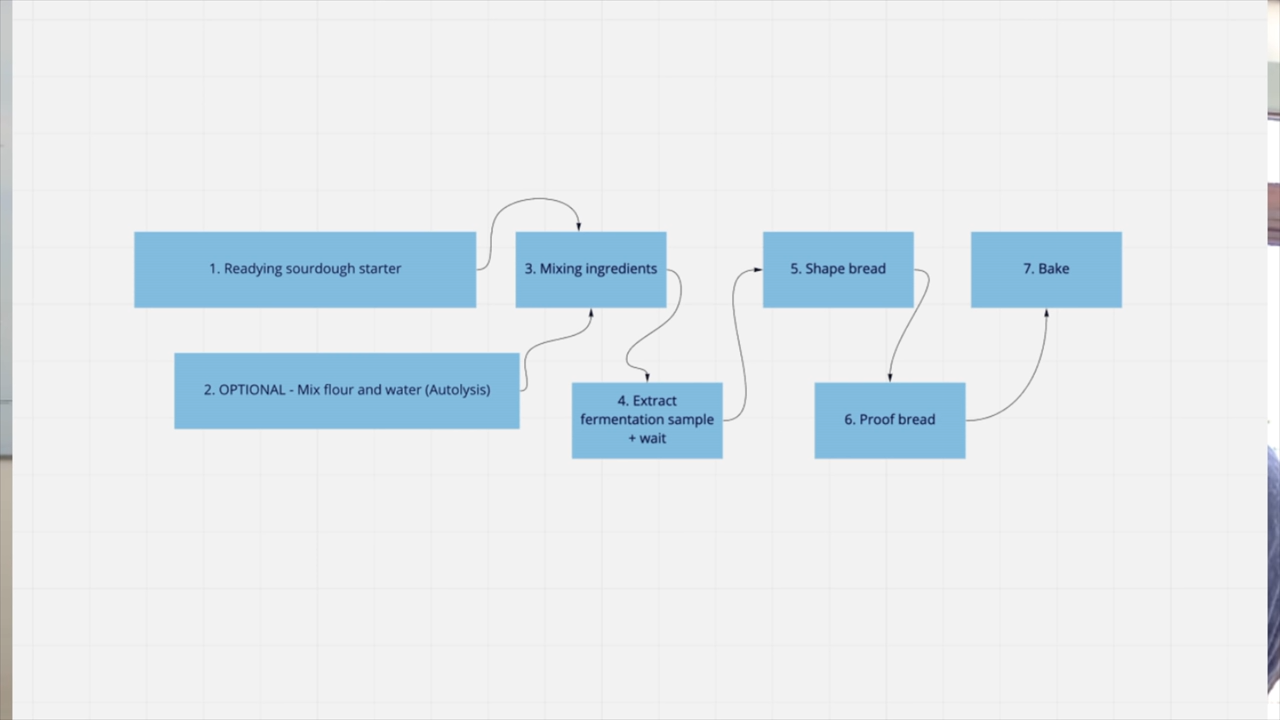 1. Readying sourdough starter
2. OPTIONAL - Mix flour and water (Autolysis)
3. Mixing ingredients
4. Extract
fermentation sample
+ wait
5. Shape bread
6. Proof bread
7. Bake